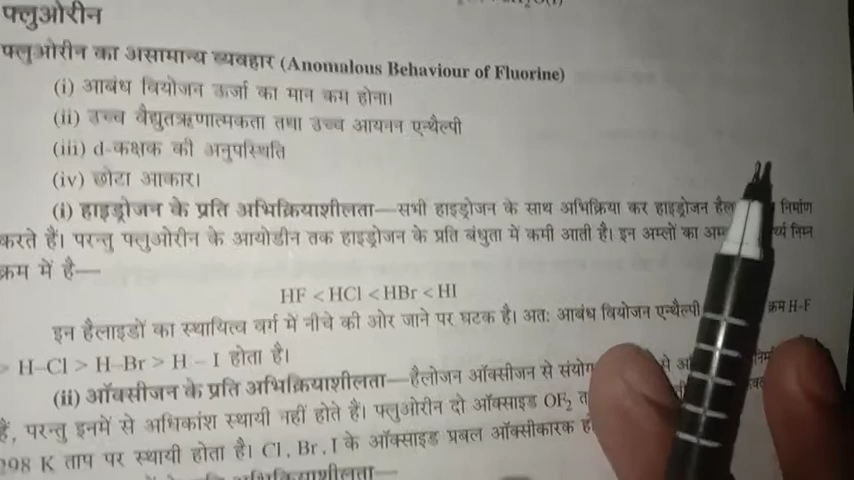 फ्लुओरीन
फ्लुओरीन का असामान्य व्यवहार (Anomalous Behaviour of Fluorine)
(i) आबंध वियोजन ऊर्जा का मान कम होना।
(ii) उच्च वैद्युतऋणात्मकता तथा उच्च आयनन एन्थैल्पी
(iii) d-कक्षक की अनुपस्थिति
(iv) छोटा आकार।
(i) हाइड्रोजन के प्रति अभिक्रियाशीलता—सभी हाइड्रोजन के साथ अभिक्रिया कर हाइड्रोजन निर्माण
करते हैं। परन्तु फ्लुओरीन के आयोडीन तक हाइड्रोजन के प्रति बंधुता में कमी आती है। इन अम्लों का निम्न
क्रम में है—
HF < HCl < HBr < HI
इन हैलाइडों का स्थायित्व वर्ग में नीचे की ओर जाने पर घटक है। अतः आबंध वियोजन एन्थैल्पी क्रम H-F
> H–Cl > H–Br > H – I होता है।
(ii) ऑक्सीजन के प्रति अभिक्रियाशीलता—हैलोजन ऑक्सीजन से
हैं, परन्तु इनमें से अधिकांश स्थायी नहीं होते हैं। फ्लुओरीन दो ऑक्साइड OF₂
298 K ताप पर स्थायी होता है। Cl, Br, I के ऑक्साइड प्रबल ऑक्सीकारक